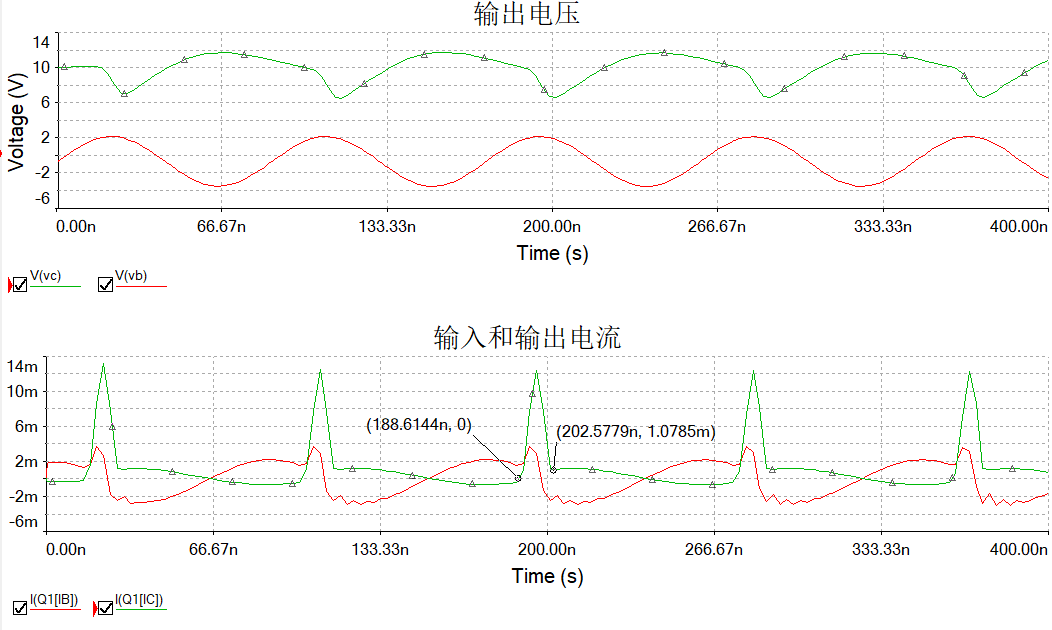 输出电压
14
10
6
2
-2
-6
Voltage (V)
0.00n 66.67n 133.33n 200.00n 266.67n 333.33n 400.00n
Time (s)
V(vc) V(vb)
输入和输出电流
14m
10m
6m
2m
-2m
-6m
(188.6144n, 0)
(202.5779n, 1.0785m)
0.00n 66.67n 133.33n 200.00n 266.67n 333.33n 400.00n
Time (s)
I(Q1[IB]) I(Q1[IC])